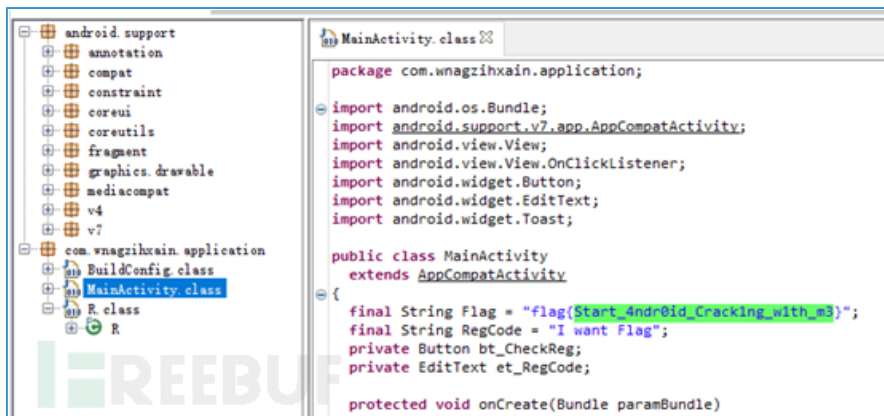 android.support
annotation
compat
constraint
coreui
coreutils
fragment
graphics.drawable
mediacompat
v4
v7
com.wnagzihxain.application
BuildConfig.class
MainActivity.class
R.class
R
MainActivity.class
package com.wnagzihxain.application;
import android.os.Bundle;
import android.support.v7.app.AppCompatActivity;
import android.view.View;
import android.view.View.OnClickListener;
import android.widget.Button;
import android.widget.EditText;
import android.widget.Toast;
public class MainActivity
extends AppCompatActivity
{
final String Flag = "flag{Start_4ndr0id_Crack1ng_w1th_m3}";
final String RegCode = "I want Flag";
private Button bt_CheckReg;
private EditText et_RegCode;
protected void onCreate(Bundle paramBundle)
FREEBUF